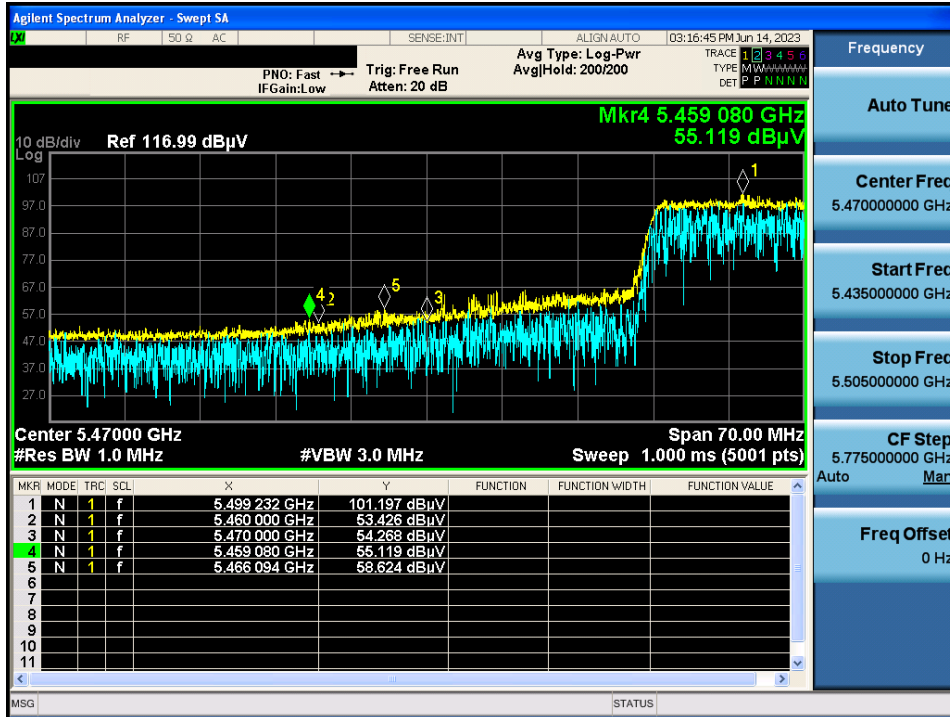 Agilent Spectrum Analyzer - Swept SA
LXI RF 50 Ω AC SENSE:INT ALIGN AUTO 03:16:45 PM Jun 14, 2023
Frequency
PNO: Fast Trig: Free Run Avg Type: Log-Pwr TRACE 1 2 3 4 5 6
IFGain:Low Atten: 20 dB Avg|Hold: 200/200 TYPE M W W W W W
DET P P N N N N
Auto Tune
Mkr4 5.459 080 GHz
10 dB/div Ref 116.99 dBµV 55.119 dBµV
Log
107
97.0
87.0
77.0
67.0
57.0
47.0
37.0
27.0
1
4 2
5
3
Center Freq
5.470000000 GHz
Start Freq
5.435000000 GHz
Stop Freq
5.505000000 GHz
CF Step
5.775000000 GHz
Auto Man
Freq Offset
0 Hz
Center 5.47000 GHz Span 70.00 MHz
#Res BW 1.0 MHz #VBW 3.0 MHz Sweep 1.000 ms (5001 pts)
MKR MODE TRC SCL X Y FUNCTION FUNCTION WIDTH FUNCTION VALUE
1 N 1 f 5.499 232 GHz 101.197 dBµV
2 N 1 f 5.460 000 GHz 53.426 dBµV
3 N 1 f 5.470 000 GHz 54.268 dBµV
4 N 1 f 5.459 080 GHz 55.119 dBµV
5 N 1 f 5.466 094 GHz 58.624 dBµV
6
7
8
9
10
11
MSG STATUS